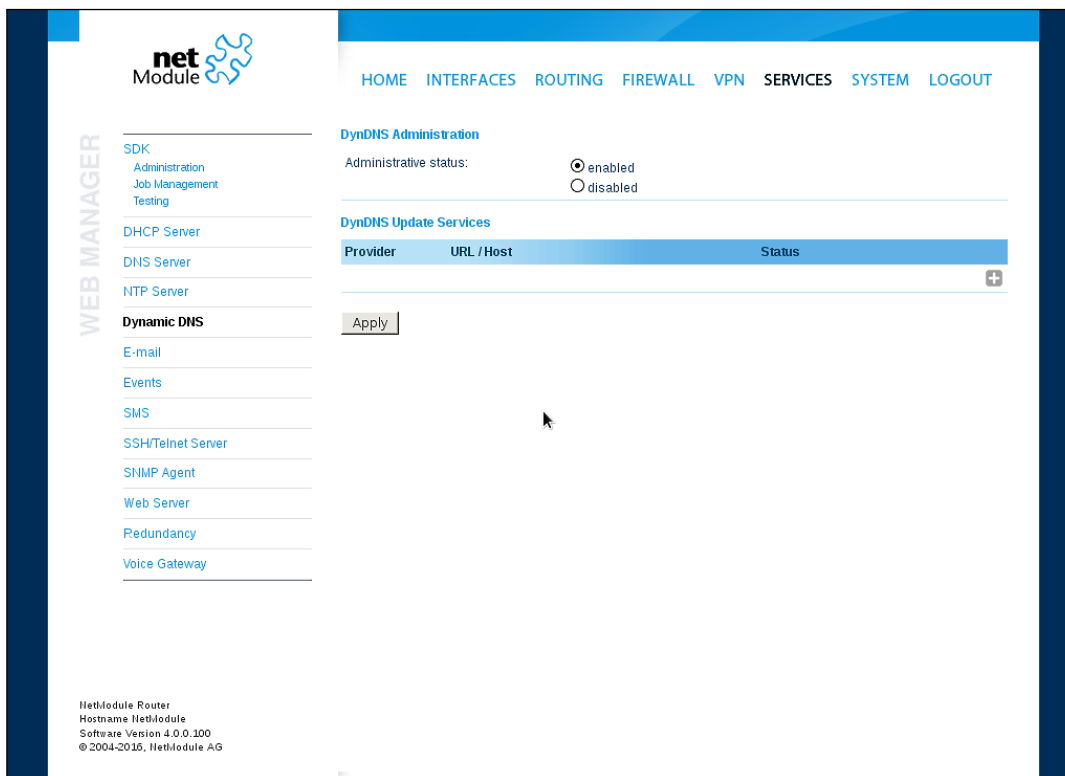 net
Module
HOME INTERFACES ROUTING FIREWALL VPN SERVICES SYSTEM LOGOUT
WEB MANAGER
SDK
Administration
Job Management
Testing
DHCP Server
DNS Server
NTP Server
Dynamic DNS
E-mail
Events
SMS
SSH/Telnet Server
SNMP Agent
Web Server
Redundancy
Voice Gateway
DynDNS Administration
Administrative status:
enabled
disabled
DynDNS Update Services
Provider URL / Host Status
Apply
NetModule Router
Hostname NetModule
Software Version 4.0.0.100
© 2004-2016, NetModule AG